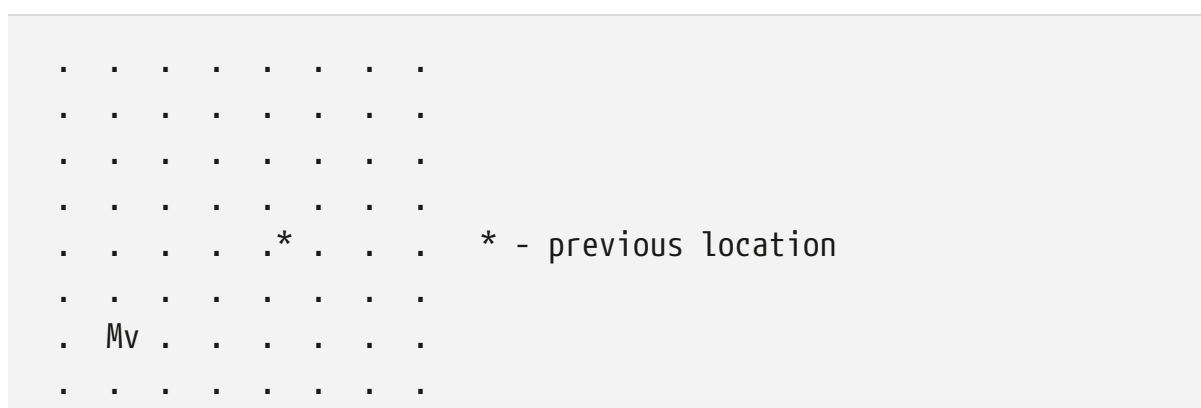 . . . . . . . .
. . . . . . . .
. . . . . . . .
. . . . . . . .
. . . . .* . . . * - previous location
. . . . . . . .
. Mv . . . . . .
. . . . . . . .